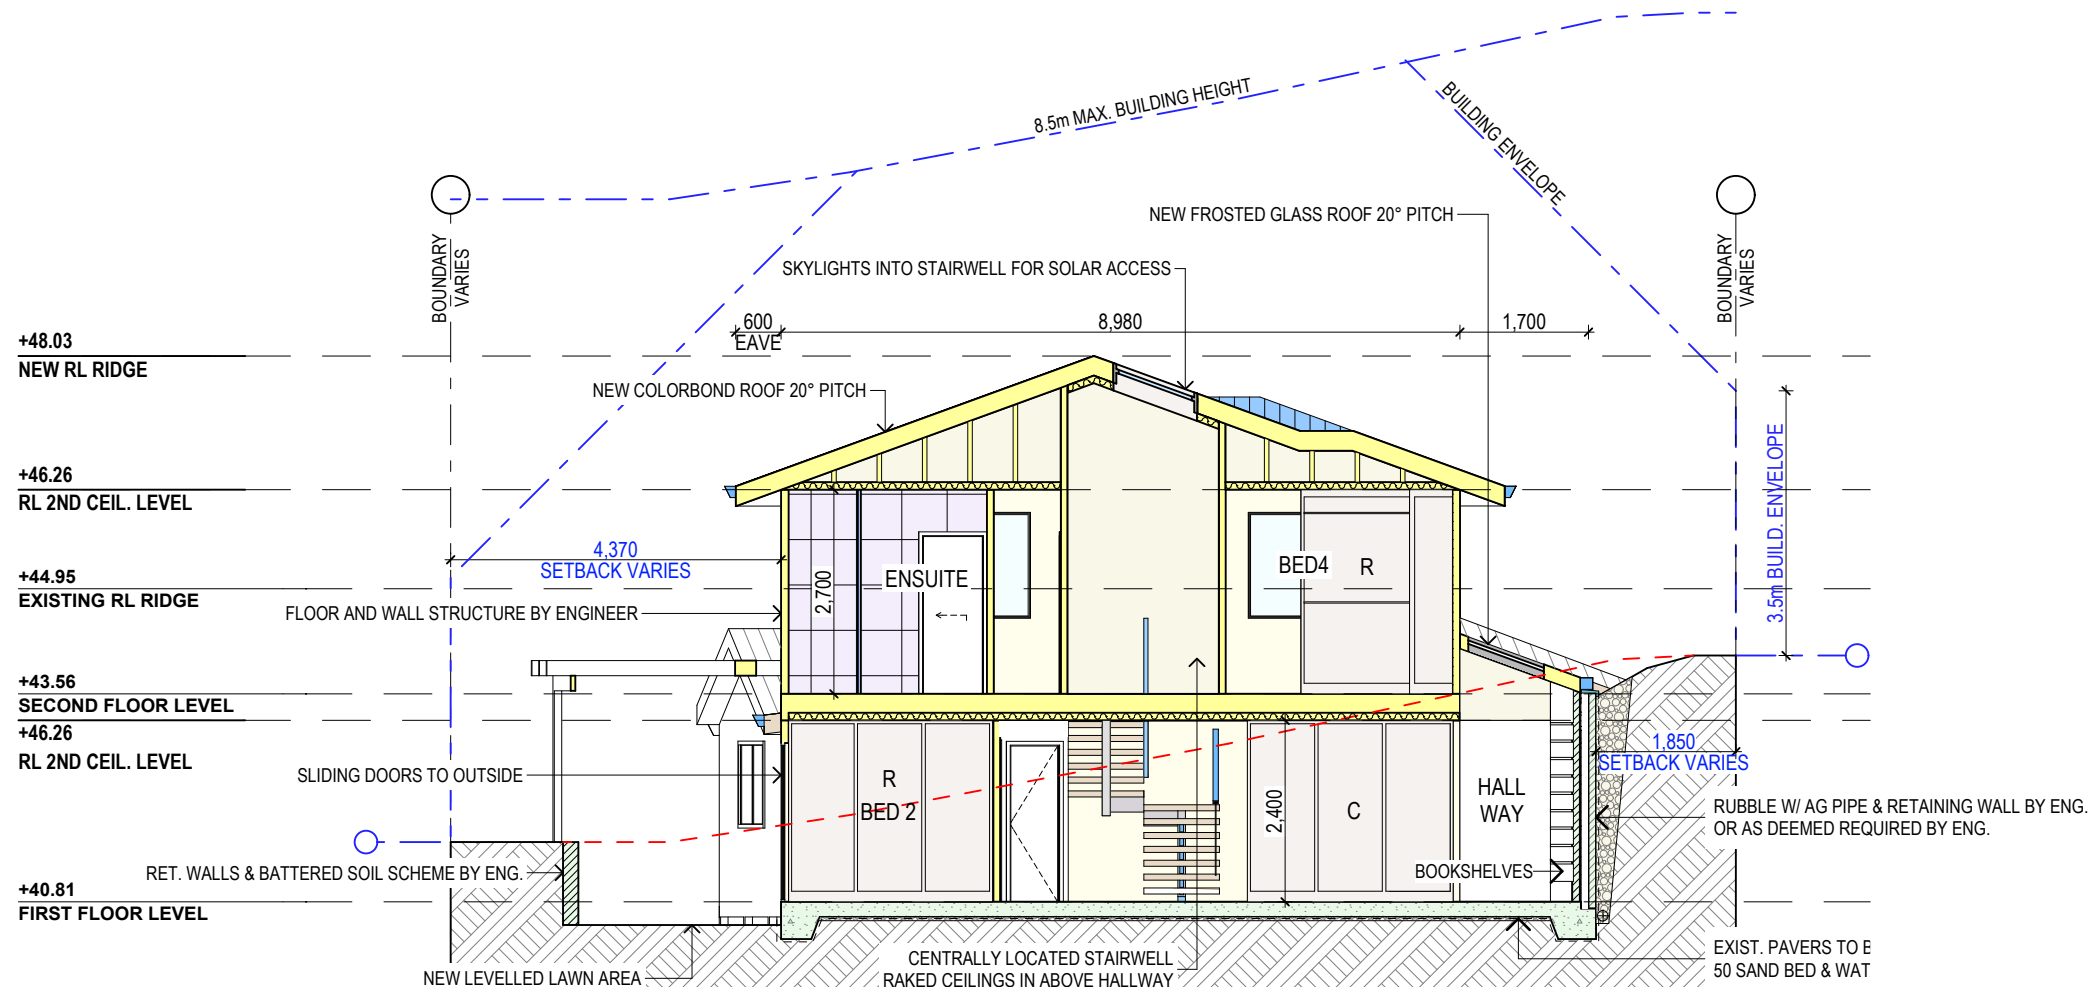 8.5m MAX. BUILDING HEIGHT
BUILDING ENVELOPE
BOUNDARY
VARIES
NEW FROSTED GLASS ROOF 20° PITCH
BOUNDARY
VARIES
SKYLIGHTS INTO STAIRWELL FOR SOLAR ACCESS
600
EAVE
8,980
1,700
+48.03
NEW RL RIDGE
NEW COLORBOND ROOF 20° PITCH
3.5m BUILD. ENVELOPE
+46.26
RL 2ND CEIL. LEVEL
4,370
SETBACK VARIES
2,700
ENSUITE
BED4
R
+44.95
EXISTING RL RIDGE
FLOOR AND WALL STRUCTURE BY ENGINEER
+43.56
SECOND FLOOR LEVEL
+46.26
RL 2ND CEIL. LEVEL
1,850
SETBACK VARIES
SLIDING DOORS TO OUTSIDE
R
BED 2
2,400
C
HALL
WAY
RUBBLE W/ AG PIPE & RETAINING WALL BY ENG.
OR AS DEEMED REQUIRED BY ENG.
RET. WALLS & BATTERED SOIL SCHEME BY ENG.
BOOKSHELVES
+40.81
FIRST FLOOR LEVEL
NEW LEVELLED LAWN AREA
CENTRALLY LOCATED STAIRWELL
RAKED CEILINGS IN ABOVE HALLWAY
EXIST. PAVERS TO
50 SAND BED &